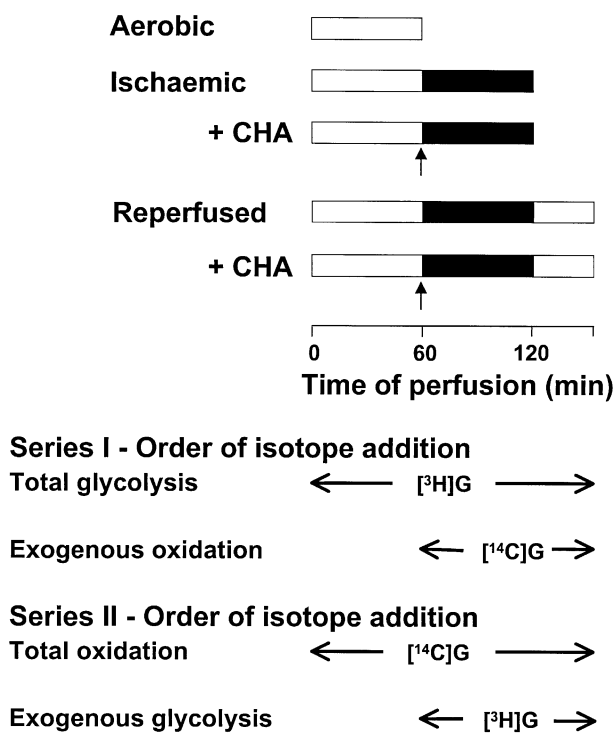 Aerobic
Ischaemic
+ CHA
Reperfused
+ CHA
0 60 120
Time of perfusion (min)
Series I - Order of isotope addition
Total glycolysis [³H]G
Exogenous oxidation [¹⁴C]G
Series II - Order of isotope addition
Total oxidation [¹⁴C]G
Exogenous glycolysis [³H]G